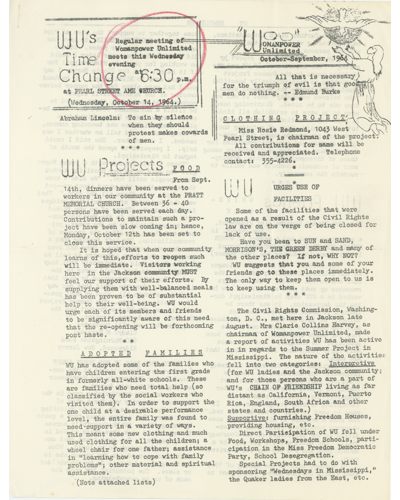 WU's
Time
Change
Regular meeting of
Womanpower Unlimited
meets this Wednesday
evening
at 6:30 p.m.
at PEARL STREET AME CHURCH.
(Wednesday, October 14, 1964.)
Abraham Lincoln: To sin by silence
when they should
protest makes cowards
of men.
* * *
WU Projects FOOD
From Sept.
14th, dinners have been served to
workers in our community at the PRATT
MEMORIAL CHURCH. Between 36 - 40
persons have been served each day.
Contributions to maintain such a pro-
ject have been slow coming in; hence,
Monday, October 12th has been set to
close this service.
It is hoped that when our community
learns of this, efforts to reopen such
will be immediate. Visitors working
here in the Jackson community MUST
feel our support of their efforts. By
supplying them with well-balanced meals
has been proven to be of substantial
help to their well-being. WU would
urge each of its members and friends
to be significantly aware of this need
that the re-opening will be forthcoming
post haste.
* * *
ADOPTED FAMILIES
WU has adopted some of the families who
have children entering the first grade
in formerly all-white schools. These
are families who need total help (so
classified by the social workers who
visited them). In order to support the
one child at a desirable performance
level, the entire family was found to
need support in a variety of ways.
This meant some new clothing and much
used clothing for all the children; a
wheel chair for one father; assistance
in "learning how to cope with family
problems"; other material and spiritual
assistance.
(Note attached lists)
"Woo"
WOMANPOWER
UNLIMITED
October-September, 1964
All that is necessary
for the triumph of evil is that good
men do nothing. -- Edmund Burke
* * *
CLOTHING PROJECT
Miss Rosie Redmond, 1043 West
Pearl Street, is chairman of the project.
All contributions for same will be
received and appreciated. Telephone
contact: 355-4226.
WU
URGES USE OF
FACILITIES
Some of the facilities that were
opened as a result of the Civil Rights
law are on the verge of being closed for
lack of use.
Have you been to SUN and SAND,
MORRISON'S, THE GREEN DERBY and many of
the other places? If not, WHY NOT?
WU suggests that you and some of your
friends go to these places immediately.
The only way to keep them open to us is
to keep using them.
* * *
The Civil Rights Commission, Washing-
ton, D. C., met here in Jackson late
August. Mrs Clarie Collins Harvey, as
chairman of Womanpower Unlimited, made
a report of activities WU has been active
in in regards to the Summer Project in
Mississippi. The nature of the activities
fell into two categories: Interpretive
(for WU ladies and the Jackson community;
and for those persons who are a part of
WU's CHAIN OF FRIENDSHIP living as far
distant as California, Vermont, Puerto
Rica, England, South Africa and other
states and countries).
Supportive: Furnishing Freedom Houses,
providing housing, etc.
Direct Participation of WU fell under
Food, Workshops, Freedom Schools, parti-
cipation in the Miss Freedom Democratic
Party, School Desegregation.
Special Projects had to do with
sponsoring "Wednesdays in Mississippi,"
the Quaker ladies from the East, etc.